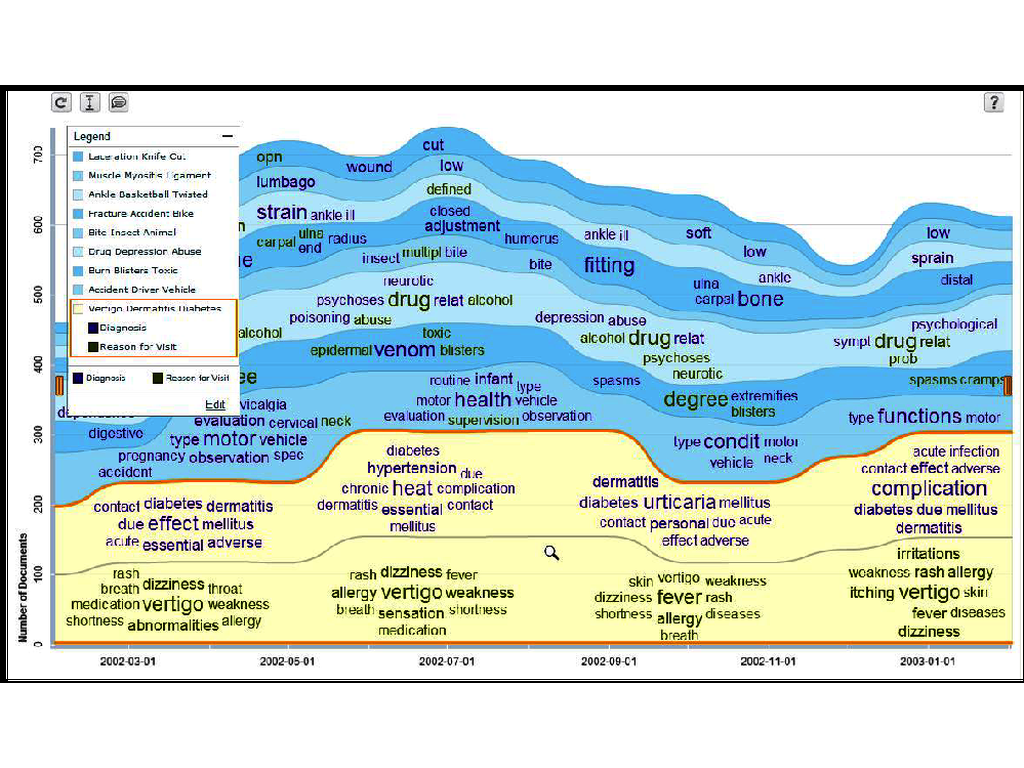 ?
Legend
Laceration Knife Cut
Muscle Myositis Ligament
Ankle Basketball Twisted
Fracture Accident Bike
Bite Insect Animal
Drug Depression Abuse
Burn Blisters Toxic
Accident Driver Vehicle
Vertigo Dermatitis Diabetes
Diagnosis
Reason for Visit
Diagnosis Reason for Visit
Edit
Number of Documents
700
600
500
400
300
200
100
0
opn
lumbago
strain ankle ill
carpal ulna end radius
alcohol
digestive
accident
vicalgia
evaluation cervical neck
type motor vehicle
pregnancy observation spec
wound
cut
low
defined
closed
adjustment
insect multipl bite
neurotic
psychoses drug relat alcohol
poisoning abuse
toxic
epidermal venom blisters
routine infant type
motor health vehicle
evaluation supervision observation
humerus
bite
ankle ill
fitting
depression abuse
alcohol drug relat
psychoses
neurotic
spasms
degree extremities
blisters
soft
low
ankle
ulna
carpal bone
type condit motor
vehicle neck
low
sprain
distal
psychological
sympt drug relat
prob
spasms cramps
type functions motor
contact diabetes dermatitis
due effect mellitus
acute essential adverse
diabetes
hypertension due
chronic heat complication
dermatitis essential contact
mellitus
dermatitis
diabetes urticaria mellitus
contact personal due acute
effect adverse
acute infection
contact effect adverse
complication
diabetes due mellitus
dermatitis
rash
breath dizziness throat
medication vertigo weakness
shortness abnormalities allergy
rash dizziness fever
allergy vertigo weakness
breath sensation shortness
medication
skin vertigo weakness
dizziness fever rash
shortness allergy diseases
breath
irritations
weakness rash allergy
itching vertigo skin
fever diseases
dizziness
2002-03-01 2002-05-01 2002-07-01 2002-09-01 2002-11-01 2003-01-01